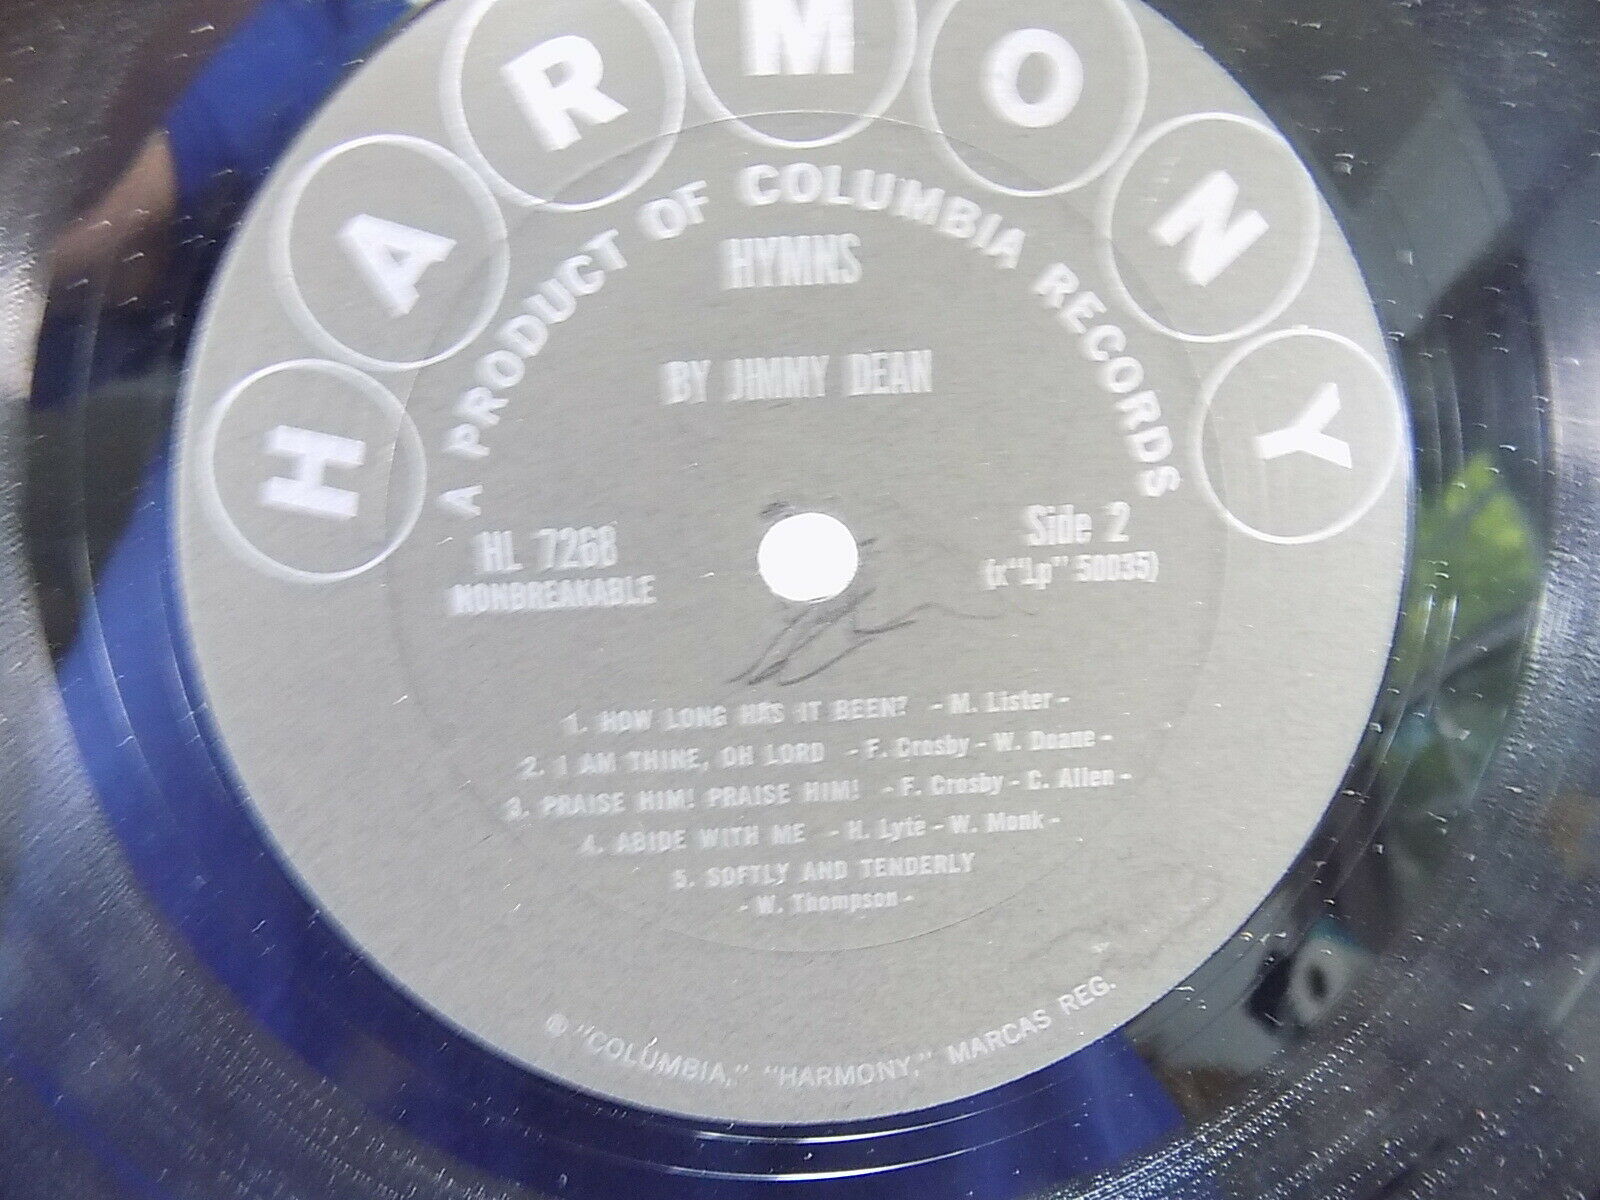 HARMONY
A PRODUCT OF COLUMBIA RECORDS
HYMNS
BY JIMMY DEAN
HL 7268
NONBREAKABLE
Side 2
(x"Lp" 50035)
1. HOW LONG HAS IT BEEN? - M. Lister -
2. I AM THINE, OH LORD - F. Crosby - W. Doane -
3. PRAISE HIM! PRAISE HIM! - F. Crosby - C. Allen -
4. ABIDE WITH ME - H. Lyte - W. Monk -
5. SOFTLY AND TENDERLY
- W. Thompson -
® "COLUMBIA," "HARMONY," MARCAS REG.